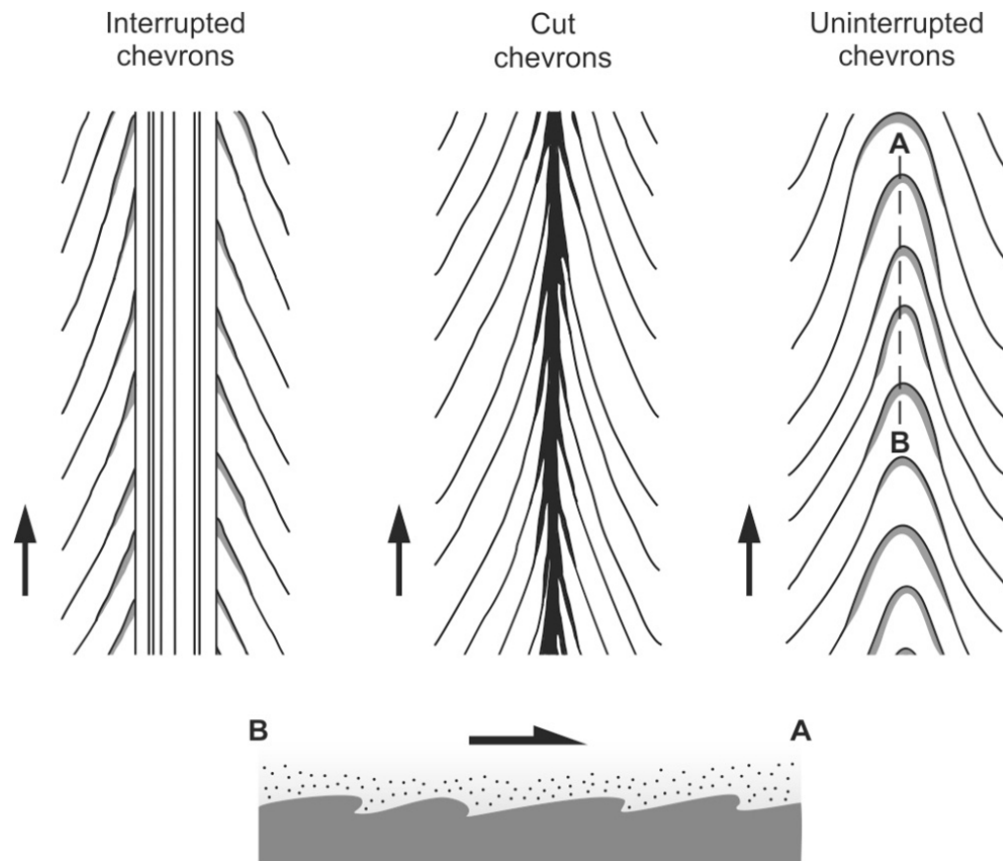 Interrupted
chevrons
Cut
chevrons
Uninterrupted
chevrons
A
B
B
A